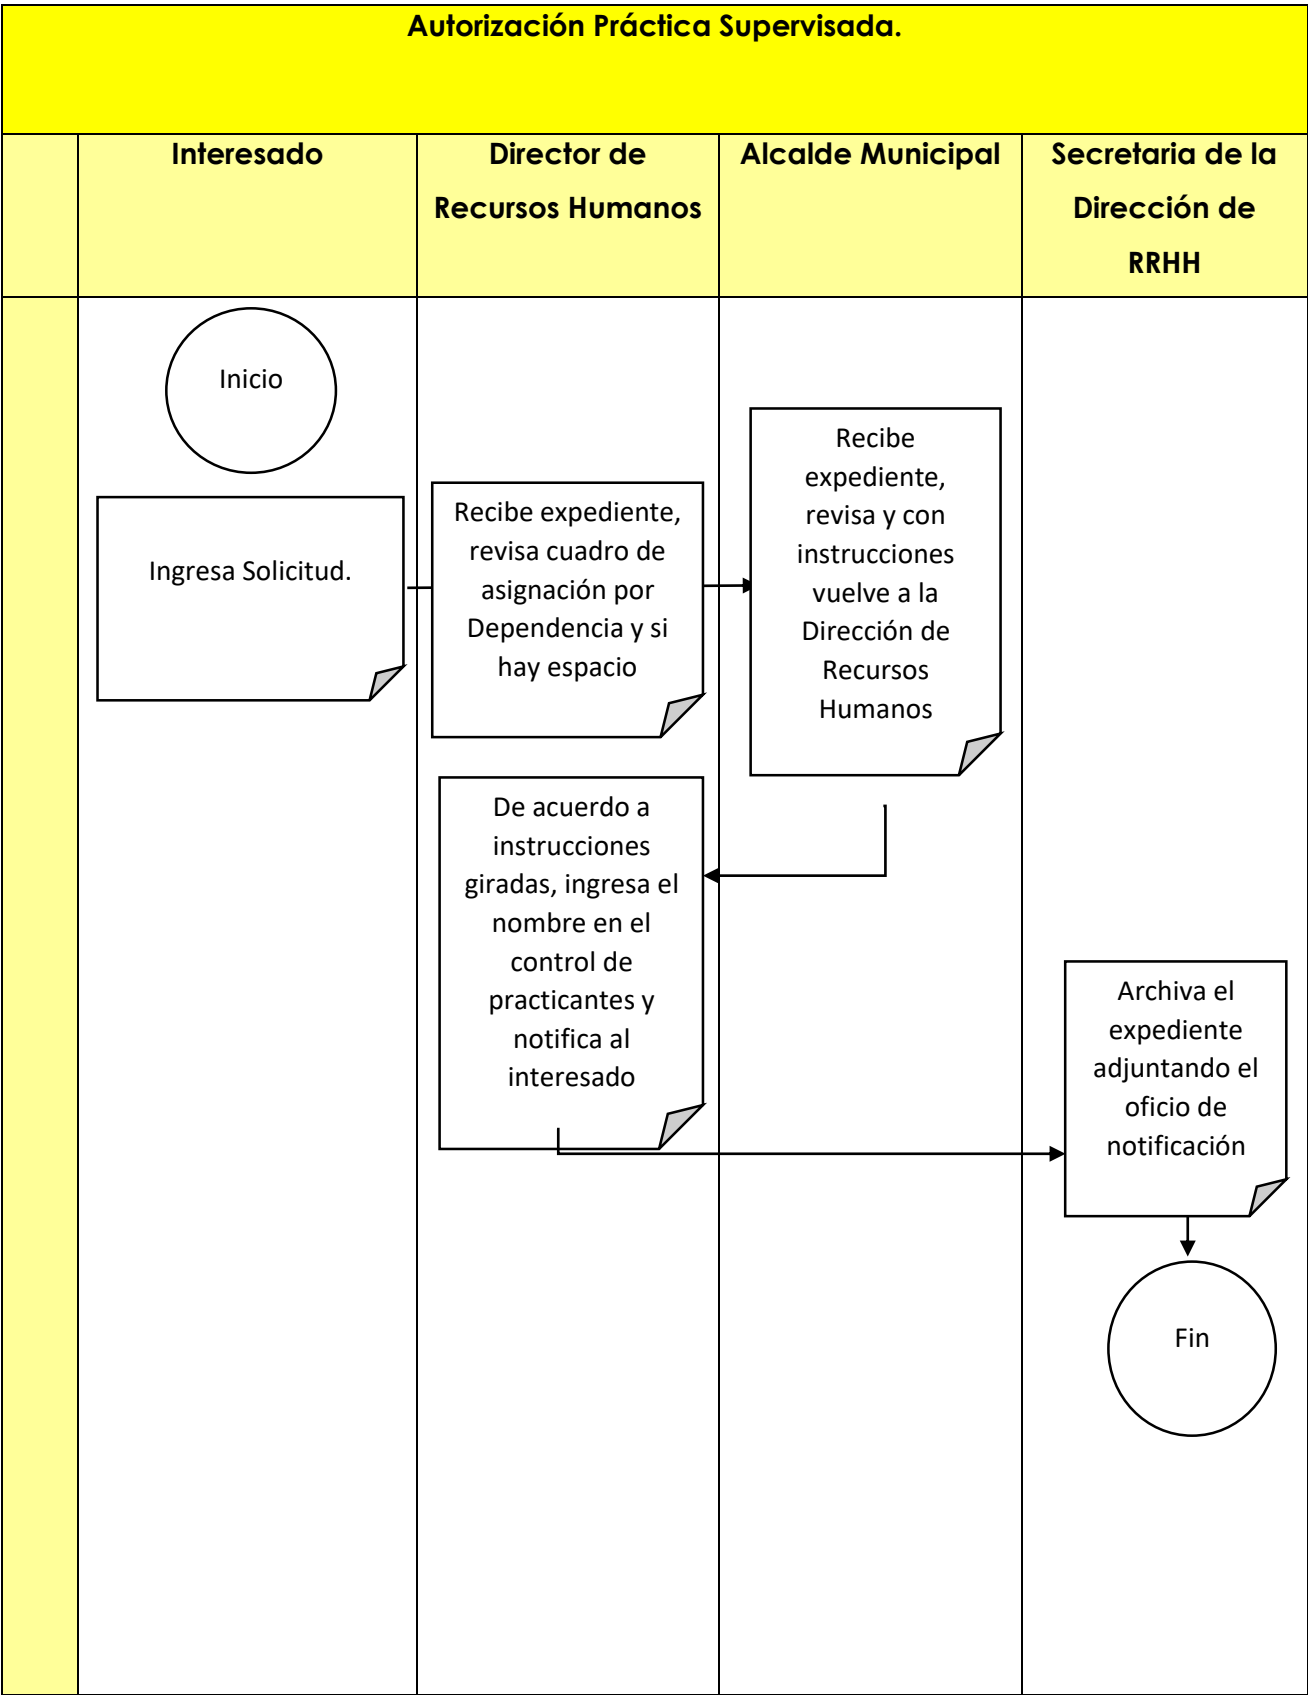 Autorización Práctica Supervisada.
Interesado
Director de
Recursos Humanos
Alcalde Municipal
Secretaria de la
Dirección de
RRHH
Inicio
Ingresa Solicitud.
Recibe expediente,
revisa cuadro de
asignación por
Dependencia y si
hay espacio
Recibe
expediente,
revisa y con
instrucciones
vuelve a la
Dirección de
Recursos
Humanos
De acuerdo a
instrucciones
giradas, ingresa el
nombre en el
control de
practicantes y
notifica al
interesado
Archiva el
expediente
adjuntando el
oficio de
notificación
Fin